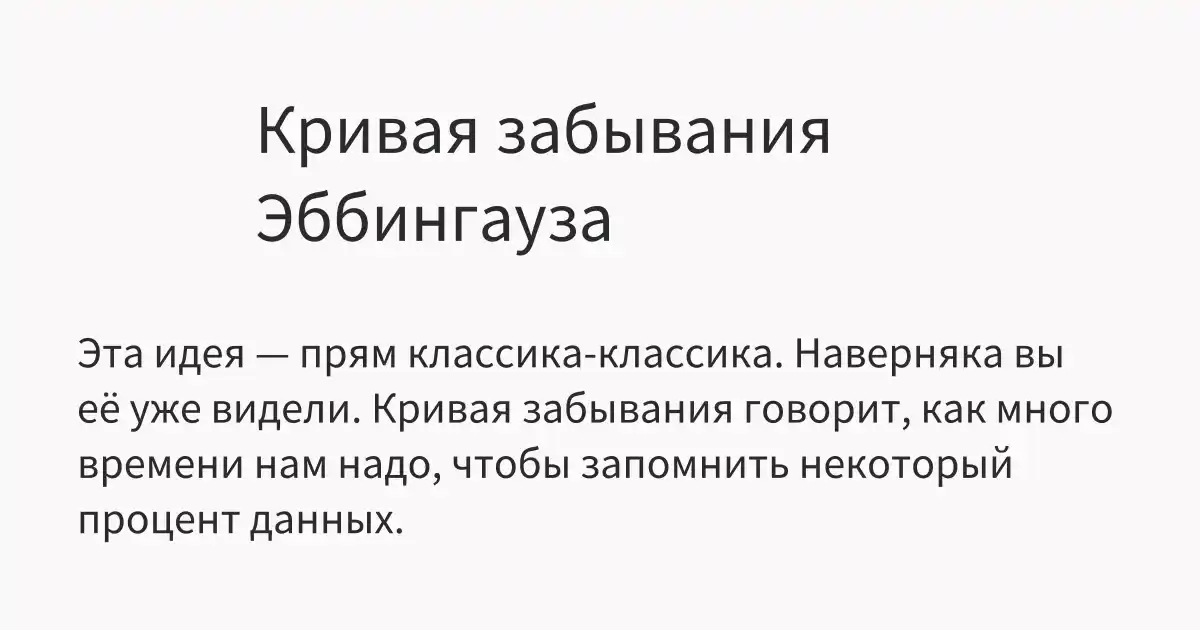 Кривая забывания
Эббингауза
Эта идея — прям классика-классика. Наверняка вы
её уже видели. Кривая забывания говорит, как много
времени нам надо, чтобы запомнить некоторый
процент данных.